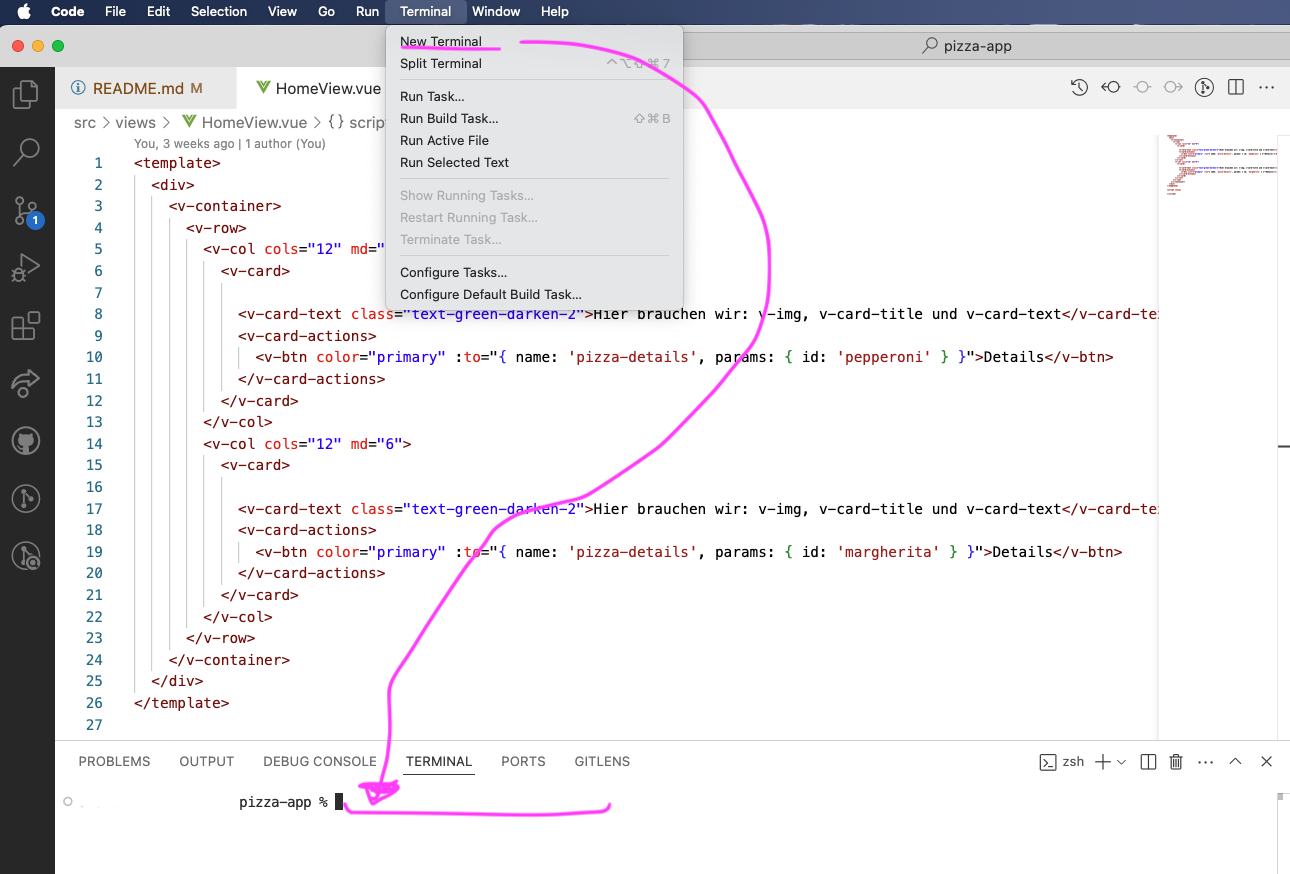 Code File Edit Selection View Go Run Terminal Window Help
pizza-app
New Terminal
Split Terminal ^⌥⇧⌘7
Run Task...
Run Build Task... ⇧⌘B
Run Active File
Run Selected Text
Show Running Tasks...
Restart Running Task...
Terminate Task...
Configure Tasks...
Configure Default Build Task...
README.md M HomeView.vue
src > views > HomeView.vue > {} scrip
You, 3 weeks ago | 1 author (You)
1 <template>
2 <div>
3 <v-container>
4 <v-row>
5 <v-col cols="12" md="
6 <v-card>
7
8 <v-card-text class="text-green-darken-2">Hier brauchen wir: v-img, v-card-title und v-card-text</v-card-te
9 <v-card-actions>
10 <v-btn color="primary" :to="{ name: 'pizza-details', params: { id: 'pepperoni' } }">Details</v-btn>
11 </v-card-actions>
12 </v-card>
13 </v-col>
14 <v-col cols="12" md="6">
15 <v-card>
16
17 <v-card-text class="text-green-darken-2">Hier brauchen wir: v-img, v-card-title und v-card-text</v-card-te
18 <v-card-actions>
19 <v-btn color="primary" :to="{ name: 'pizza-details', params: { id: 'margherita' } }">Details</v-btn>
20 </v-card-actions>
21 </v-card>
22 </v-col>
23 </v-row>
24 </v-container>
25 </div>
26 </template>
27
1
PROBLEMS OUTPUT DEBUG CONSOLE TERMINAL PORTS GITLENS
zsh
pizza-app %